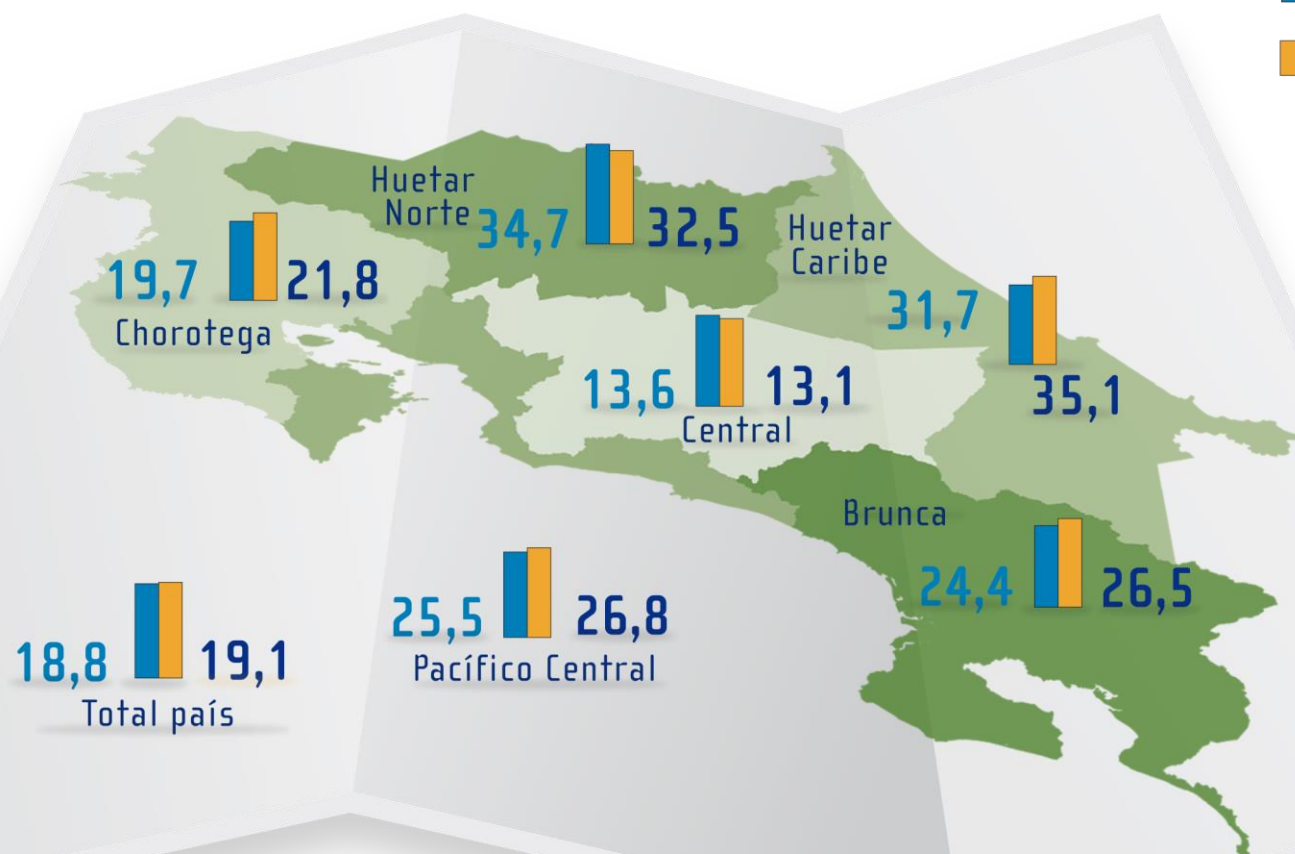 Huetar
Norte
34,7
32,5
Huetar
Caribe
31,7
35,1
19,7
21,8
Chorotega
13,6
13,1
Central
Brunca
24,4
26,5
25,5
26,8
Pacífico Central
18,8
19,1
Total país